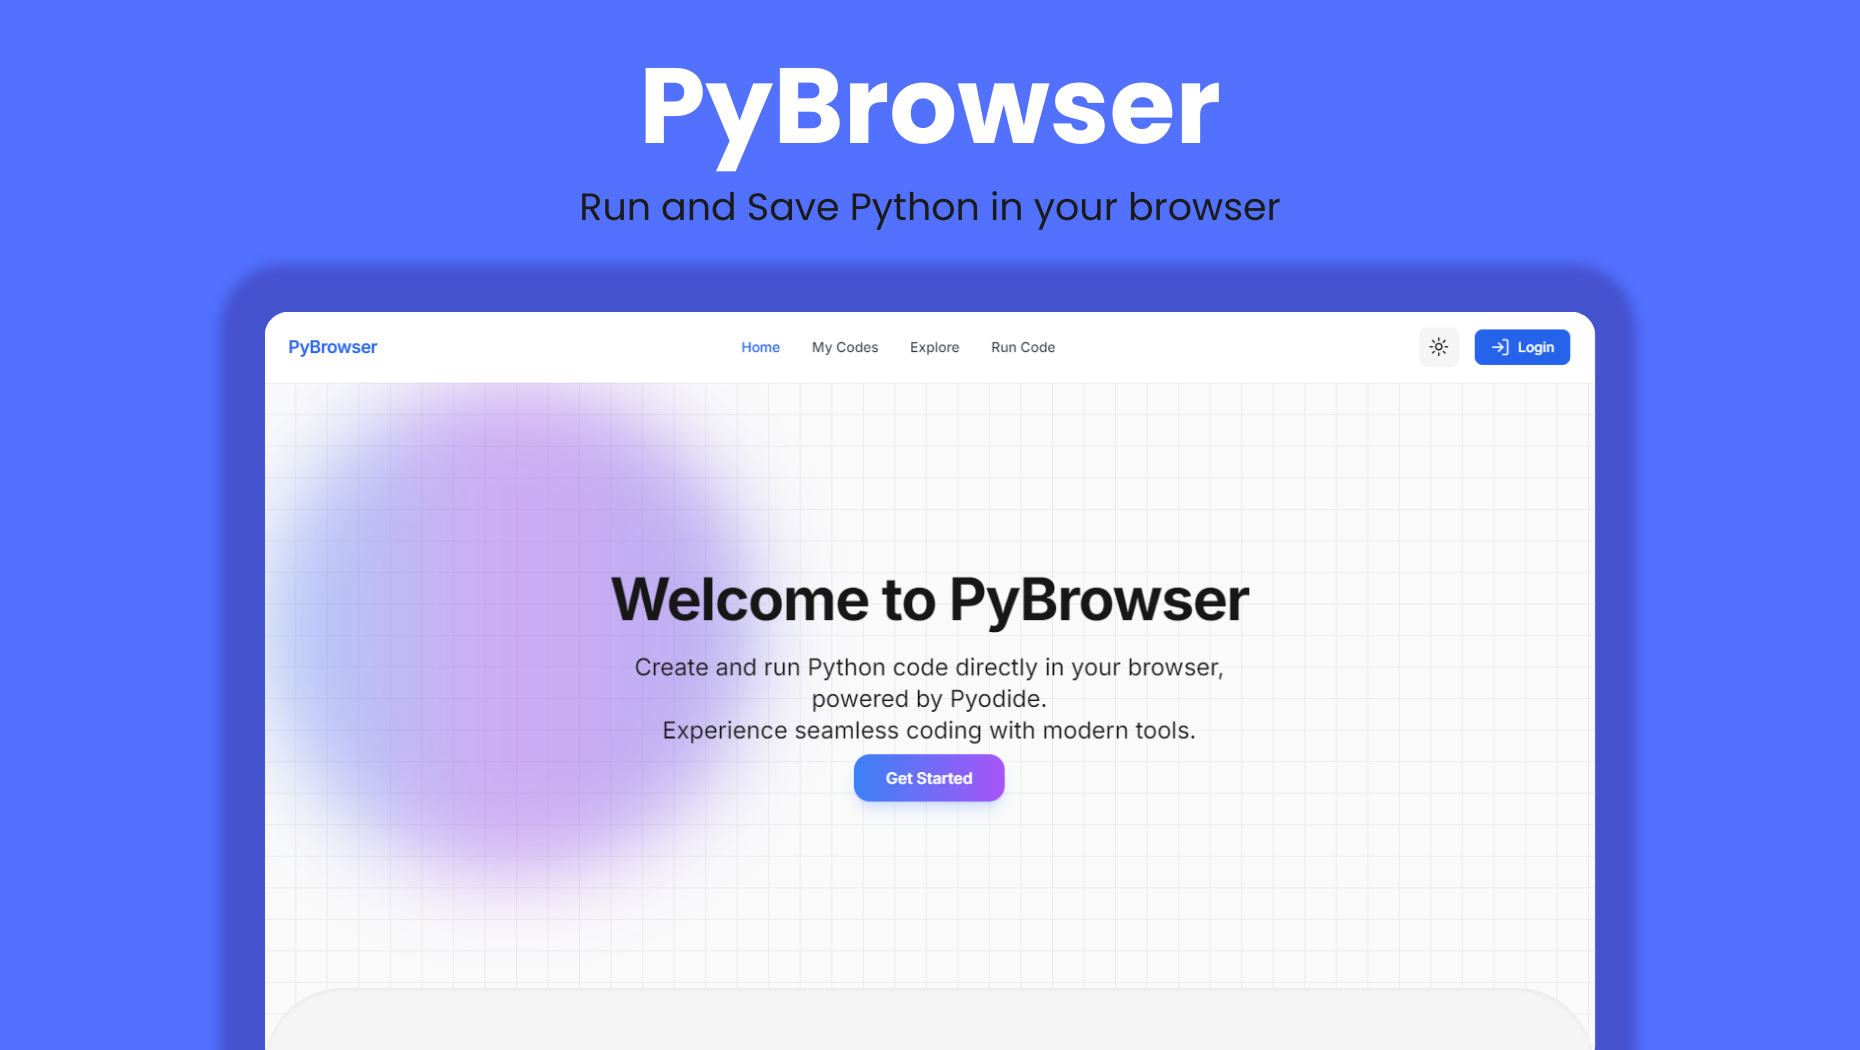 PyBrowser
Run and Save Python in your browser
PyBrowser
Home
My Codes
Explore
Run Code
Login
Welcome to PyBrowser
Create and run Python code directly in your browser,
powered by Pyodide.
Experience seamless coding with modern tools.
Get Started